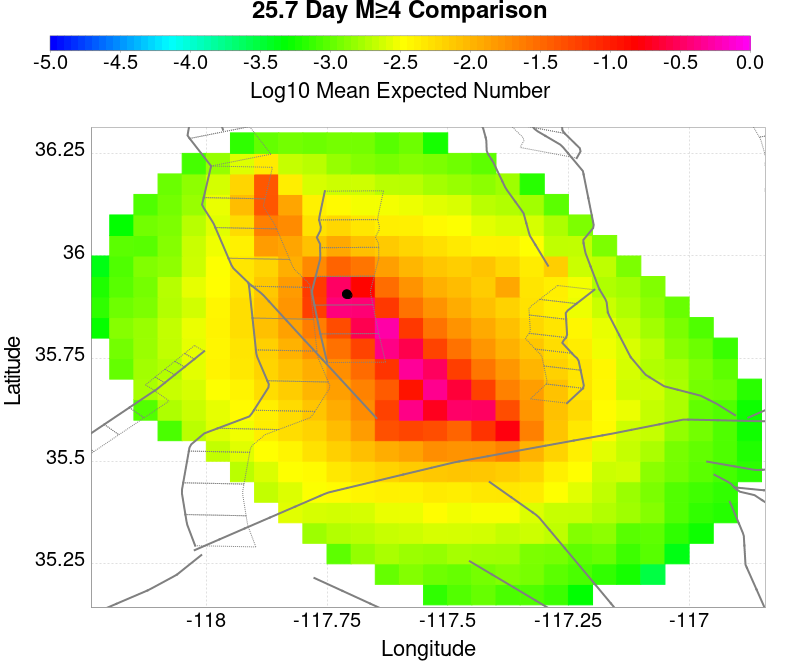 25.7 Day M≥4 Comparison
-5.0 -4.5 -4.0 -3.5 -3.0 -2.5 -2.0 -1.5 -1.0 -0.5 0.0
Log10 Mean Expected Number
36.25
36
35.75
35.5
35.25
Latitude
-118 -117.75 -117.5 -117.25 -117
Longitude